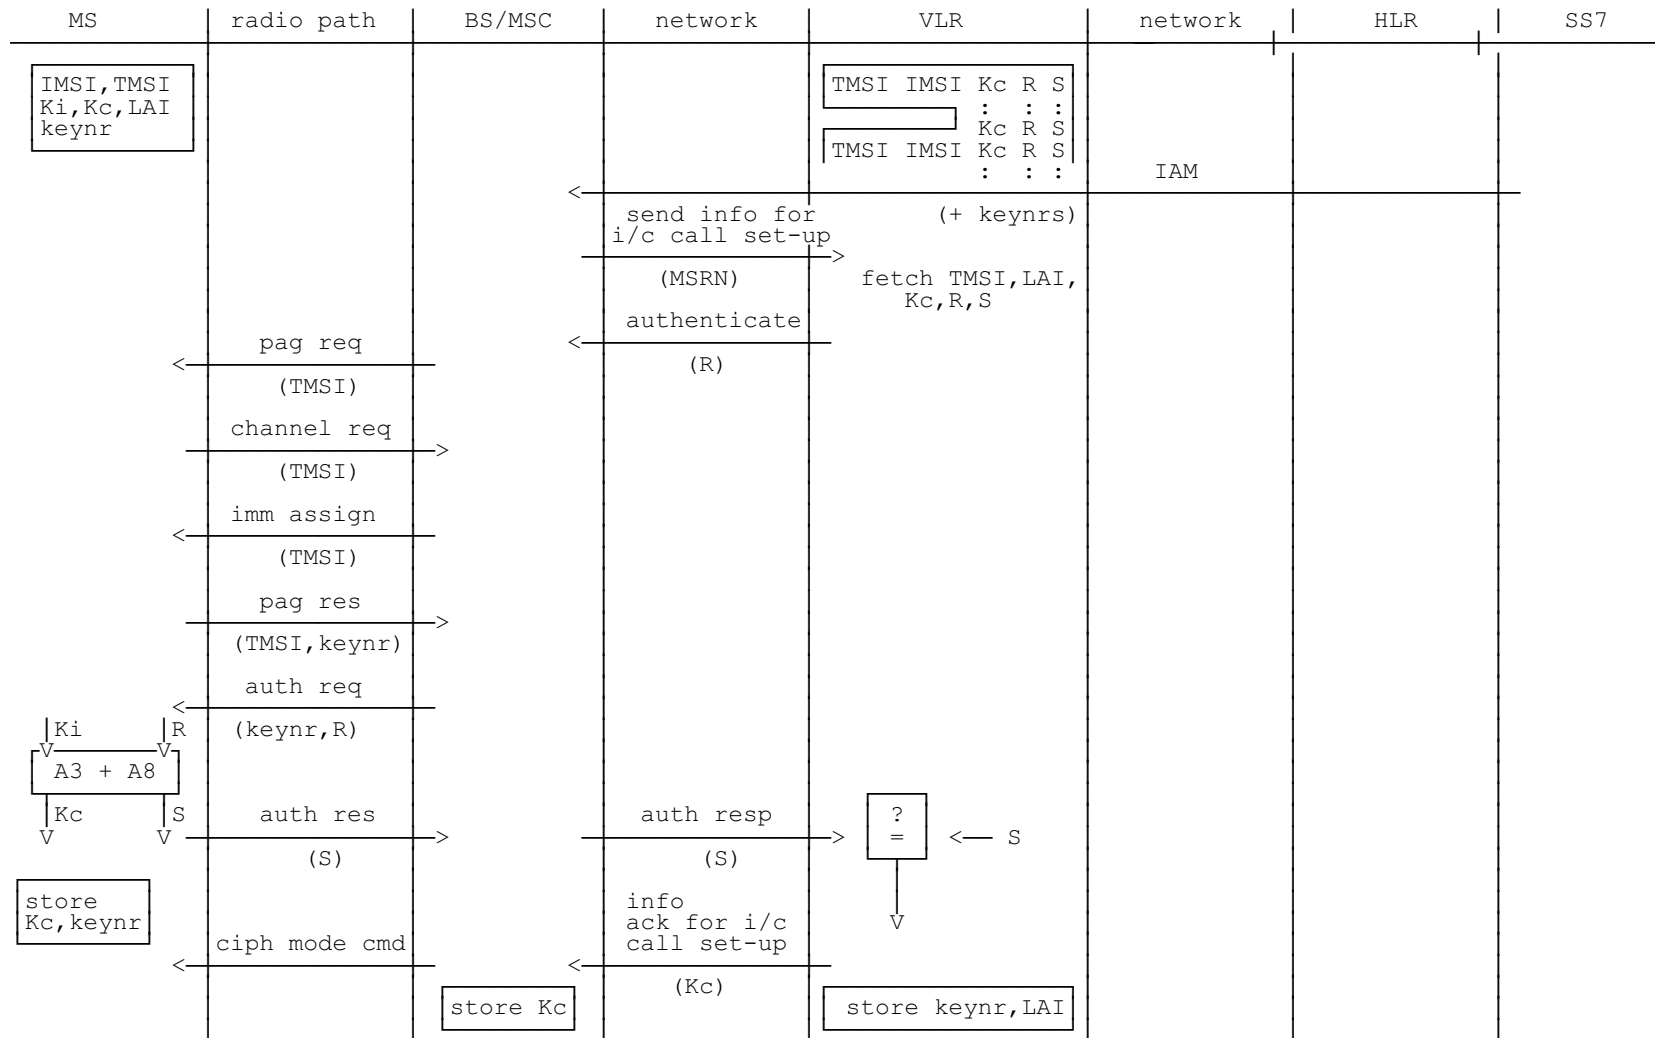 MS radio path BS/MSC network VLR network HLR SS7
IMSI,TMSI
Ki,Kc,LAI
keynr
TMSI IMSI Kc R S
: : :
Kc R S
TMSI IMSI Kc R S
: : :
IAM
(+ keynrs)
send info for
i/c call set-up
(MSRN)
fetch TMSI,LAI,
Kc,R,S
authenticate
(R)
pag req
(TMSI)
channel req
(TMSI)
imm assign
(TMSI)
pag res
(TMSI,keynr)
auth req
(keynr,R)
Ki R
A3 + A8
Kc S
auth res
(S)
auth resp
(S)
?
=
S
store
Kc,keynr
info
ack for i/c
call set-up
ciph mode cmd
(Kc)
store Kc
store keynr,LAI